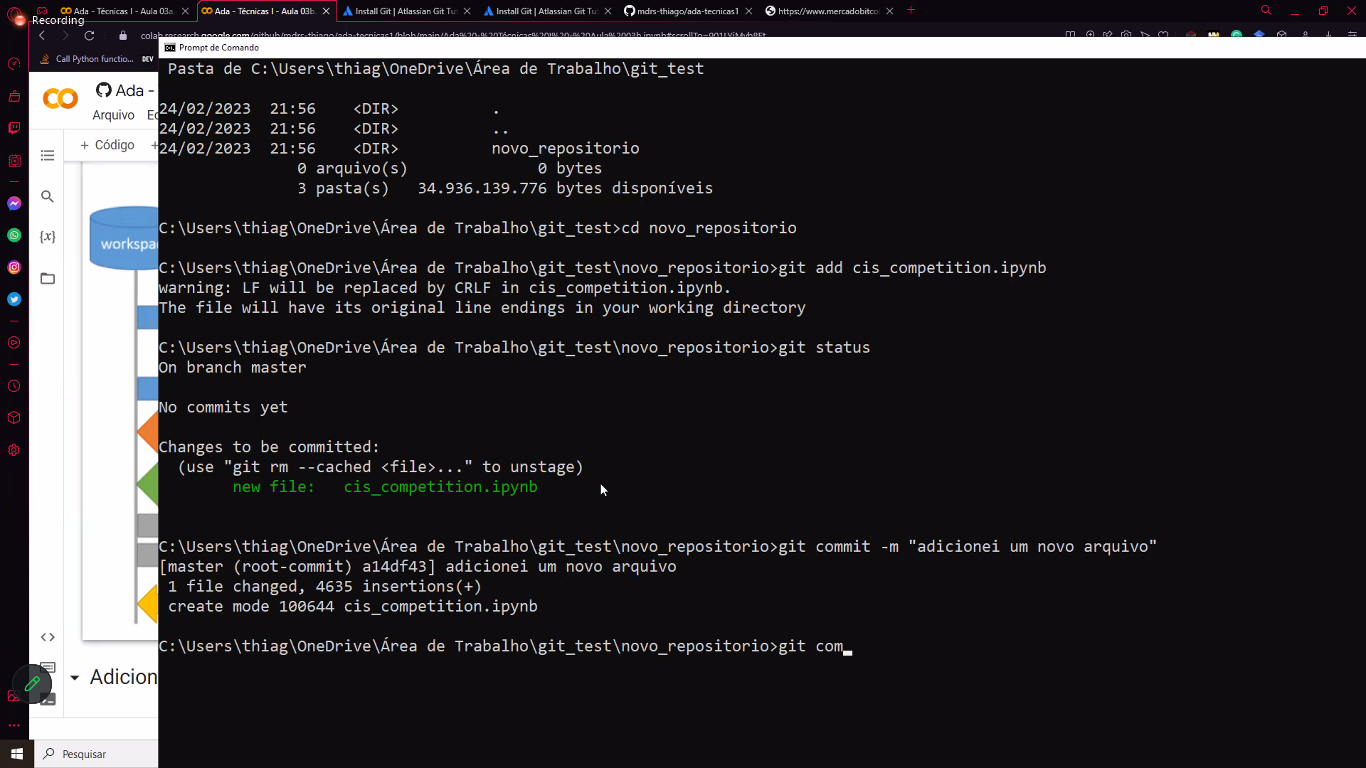 Ada - Técnicas I - Aula 03a.
Ada - Técnicas I - Aula 03b.
Install Git | Atlassian Git Tut
Install Git | Atlassian Git Tut
mdrs-thiago/ada-tecnicas1
https://www.mercadobitcoi
Recording
Call Python functio...
DEV
Prompt de Comando
Ada -
Arquivo
+ Código
workspa
Pasta de C:\Users\thiag\OneDrive\Área de Trabalho\git_test
24/02/2023 21:56 <DIR> .
24/02/2023 21:56 <DIR> ..
24/02/2023 21:56 <DIR> novo_repositorio
0 arquivo(s) 0 bytes
3 pasta(s) 34.936.139.776 bytes disponíveis
C:\Users\thiag\OneDrive\Área de Trabalho\git_test>cd novo_repositorio
C:\Users\thiag\OneDrive\Área de Trabalho\git_test\novo_repositorio>git add cis_competition.ipynb
warning: LF will be replaced by CRLF in cis_competition.ipynb.
The file will have its original line endings in your working directory
C:\Users\thiag\OneDrive\Área de Trabalho\git_test\novo_repositorio>git status
On branch master
No commits yet
Changes to be committed:
(use "git rm --cached <file>..." to unstage)
new file: cis_competition.ipynb
C:\Users\thiag\OneDrive\Área de Trabalho\git_test\novo_repositorio>git commit -m "adicionei um novo arquivo"
[master (root-commit) a14df43] adicionei um novo arquivo
1 file changed, 4635 insertions(+)
create mode 100644 cis_competition.ipynb
C:\Users\thiag\OneDrive\Área de Trabalho\git_test\novo_repositorio>git com
Adicion
Pesquisar